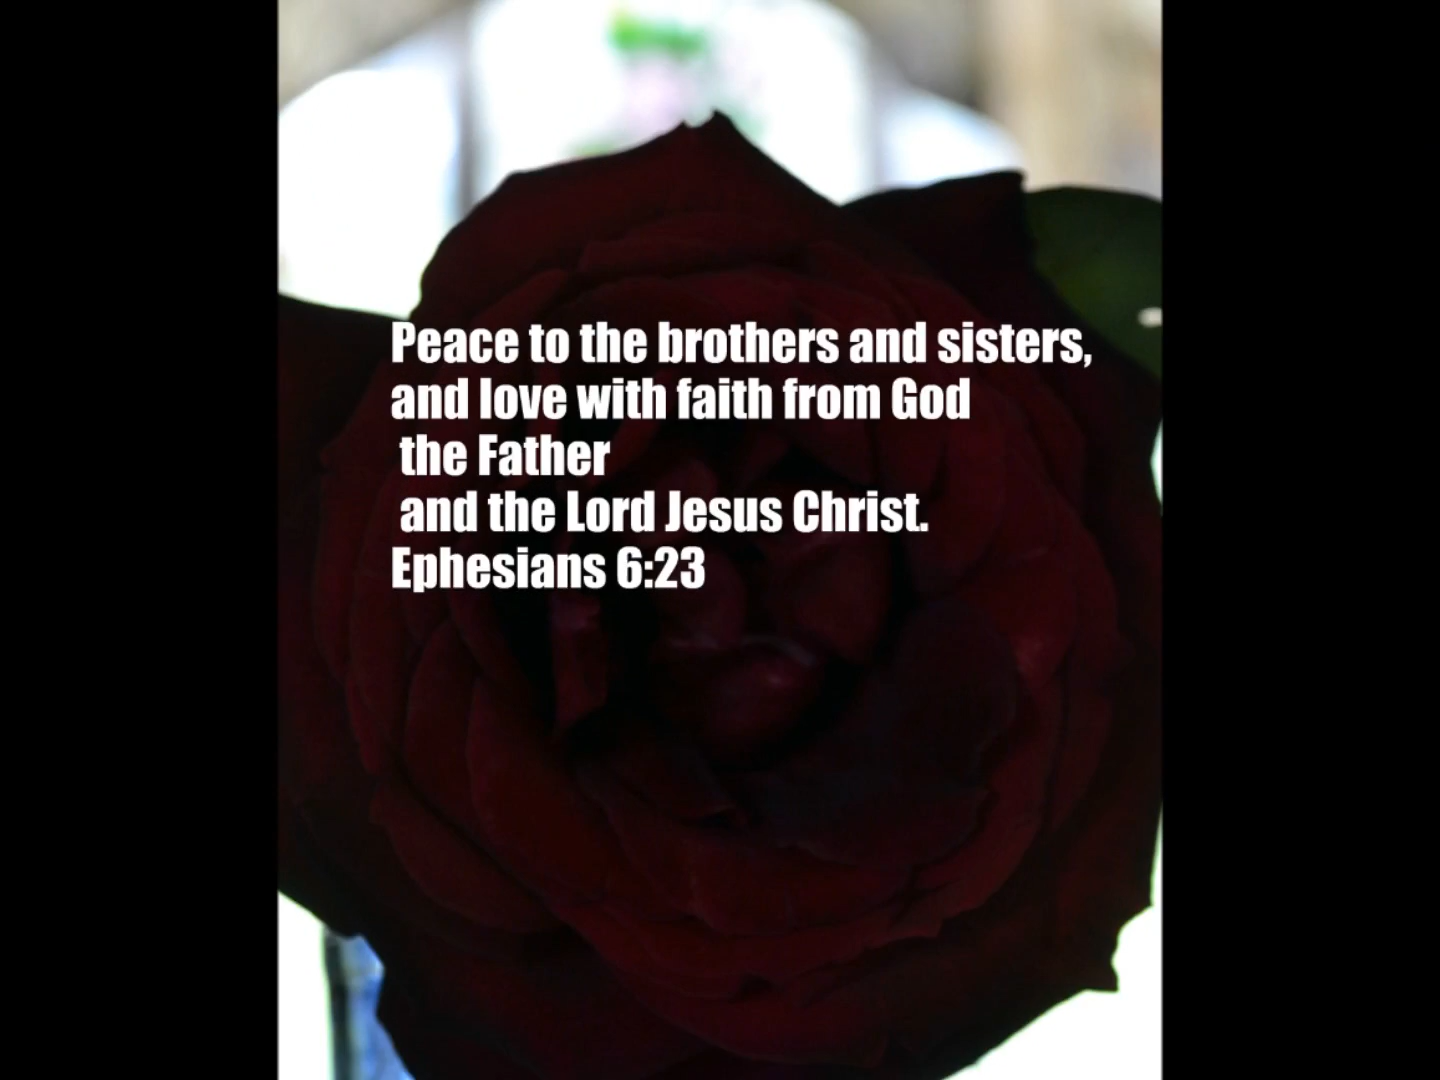 Peace to the brothers and sisters,
and love with faith from God
the Father
and the Lord Jesus Christ.
Ephesians 6:23